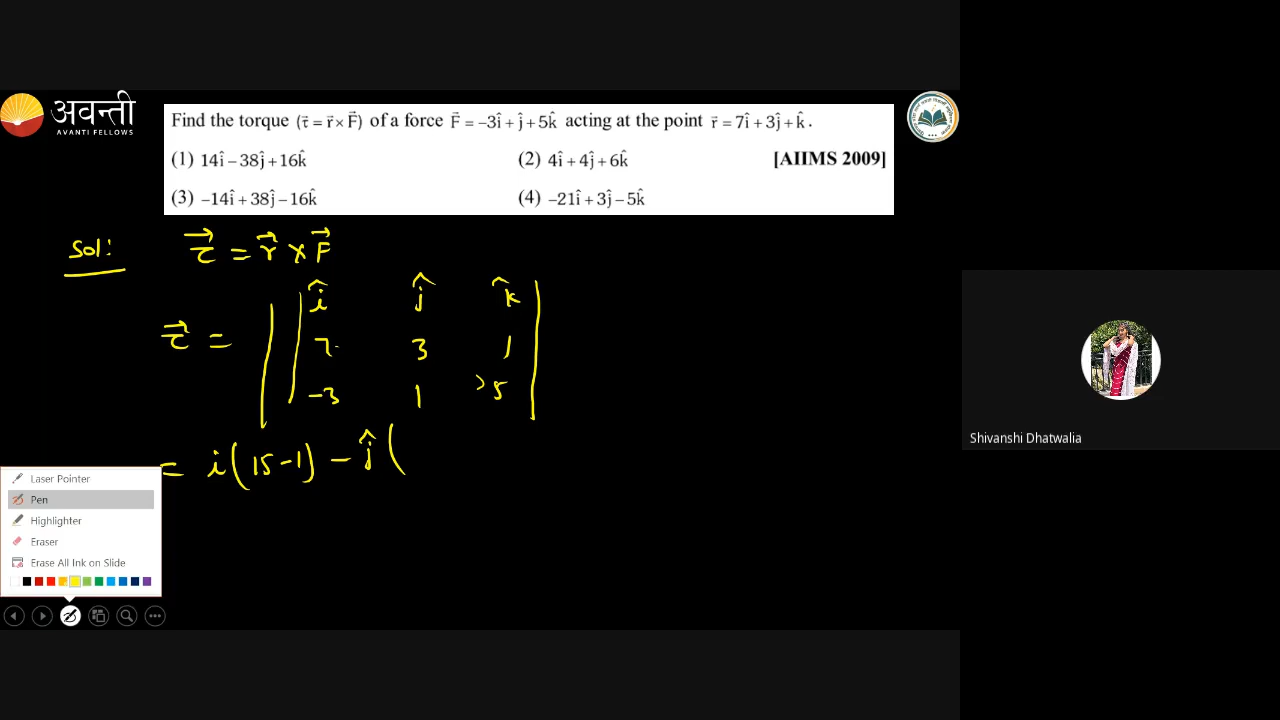 अवन्ती
AVANTI FELLOWS
Find the torque (τ⃗ = r⃗ × F⃗) of a force F⃗ = −3î + ĵ + 5k̂ acting at the point r⃗ = 7î + 3ĵ + k̂.
(1) 14î − 38ĵ + 16k̂ (2) 4î + 4ĵ + 6k̂ [AIIMS 2009]
(3) −14î + 38ĵ − 16k̂ (4) −21î + 3ĵ − 5k̂
Sol: τ⃗ = r⃗ × F⃗
î ĵ k̂
τ⃗ = 7 3 1
−3 1 5
= i(15−1) − ĵ(
Laser Pointer
Pen
Highlighter
Eraser
Erase All Ink on Slide
Shivanshi Dhatwalia